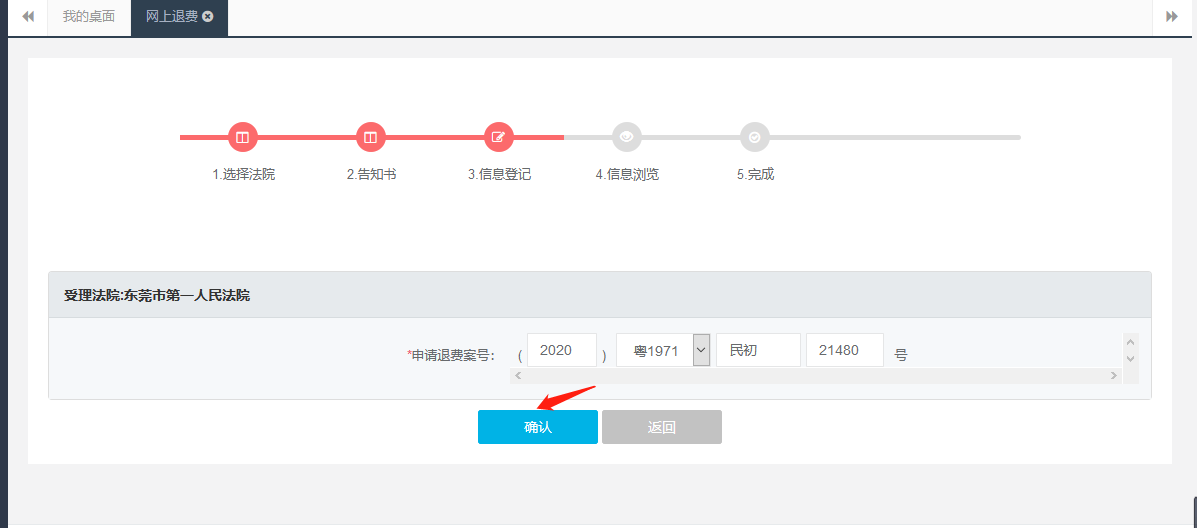 我的桌面 网上退费
1.选择法院 2.告知书 3.信息登记 4.信息浏览 5.完成
受理法院:东莞市第一人民法院
*申请退费案号： ( 2020 ) 粤1971 民初 21480 号
确认 返回